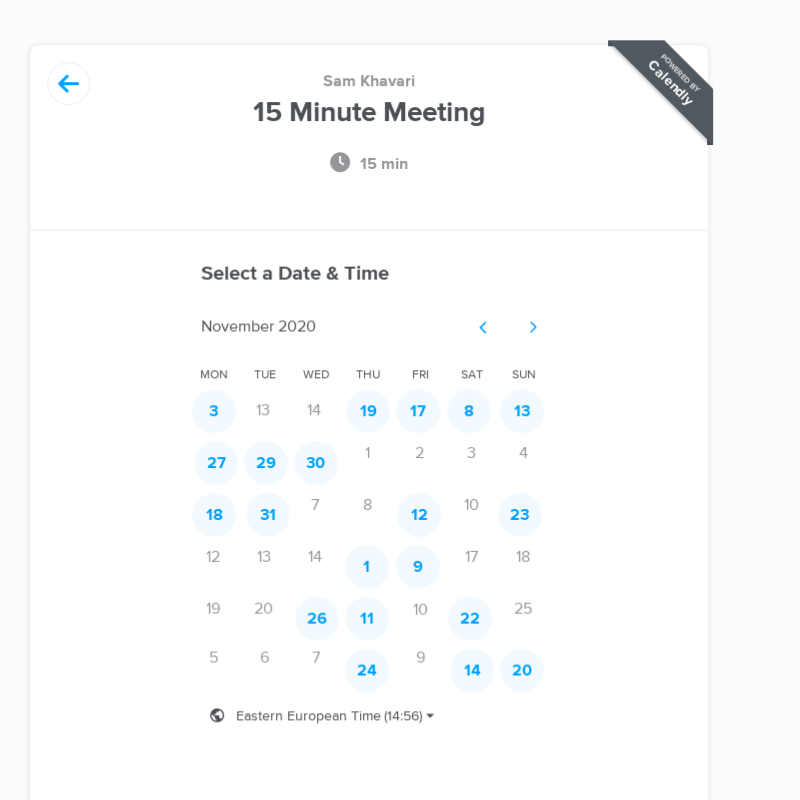 POWERED BY
Calendly
Sam Khavari
15 Minute Meeting
15 min
Select a Date & Time
November 2020
MON TUE WED THU FRI SAT SUN
3 13 14 19 17 8 13
27 29 30 1 2 3 4
18 31 7 8 12 10 23
12 13 14 1 9 17 18
19 20 26 11 10 22 25
5 6 7 24 9 14 20
Eastern European Time (14:56)